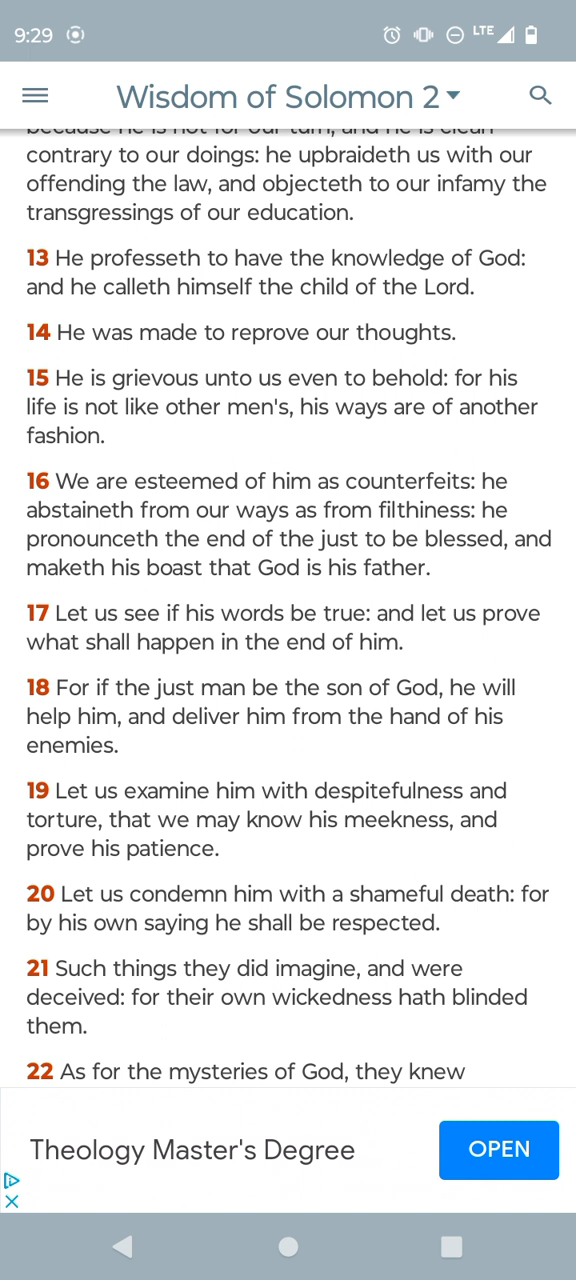 9:29
LTE
Wisdom of Solomon 2
because he is not for our turn, and he is clean
contrary to our doings: he upbraideth us with our
offending the law, and objecteth to our infamy the
transgressings of our education.
13 He professeth to have the knowledge of God:
and he calleth himself the child of the Lord.
14 He was made to reprove our thoughts.
15 He is grievous unto us even to behold: for his
life is not like other men's, his ways are of another
fashion.
16 We are esteemed of him as counterfeits: he
abstaineth from our ways as from filthiness: he
pronounceth the end of the just to be blessed, and
maketh his boast that God is his father.
17 Let us see if his words be true: and let us prove
what shall happen in the end of him.
18 For if the just man be the son of God, he will
help him, and deliver him from the hand of his
enemies.
19 Let us examine him with despitefulness and
torture, that we may know his meekness, and
prove his patience.
20 Let us condemn him with a shameful death: for
by his own saying he shall be respected.
21 Such things they did imagine, and were
deceived: for their own wickedness hath blinded
them.
22 As for the mysteries of God, they knew
Theology Master's Degree
OPEN